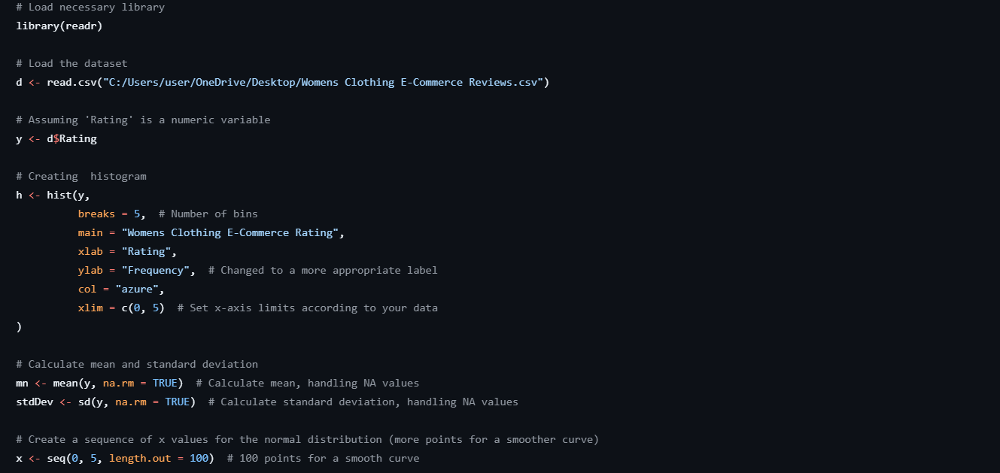 # Load necessary library
library(readr)
# Load the dataset
d <- read.csv("C:/Users/user/OneDrive/Desktop/Womens Clothing E-Commerce Reviews.csv")
# Assuming 'Rating' is a numeric variable
y <- d$Rating
# Creating  histogram
h <- hist(y,
          breaks = 5,  # Number of bins
          main = "Womens Clothing E-Commerce Rating",
          xlab = "Rating",
          ylab = "Frequency",  # Changed to a more appropriate label
          col = "azure",
          xlim = c(0, 5)  # Set x-axis limits according to your data
)
# Calculate mean and standard deviation
mn <- mean(y, na.rm = TRUE)  # Calculate mean, handling NA values
stdDev <- sd(y, na.rm = TRUE)  # Calculate standard deviation, handling NA values
# Create a sequence of x values for the normal distribution (more points for a smoother curve)
x <- seq(0, 5, length.out = 100)  # 100 points for a smooth curve